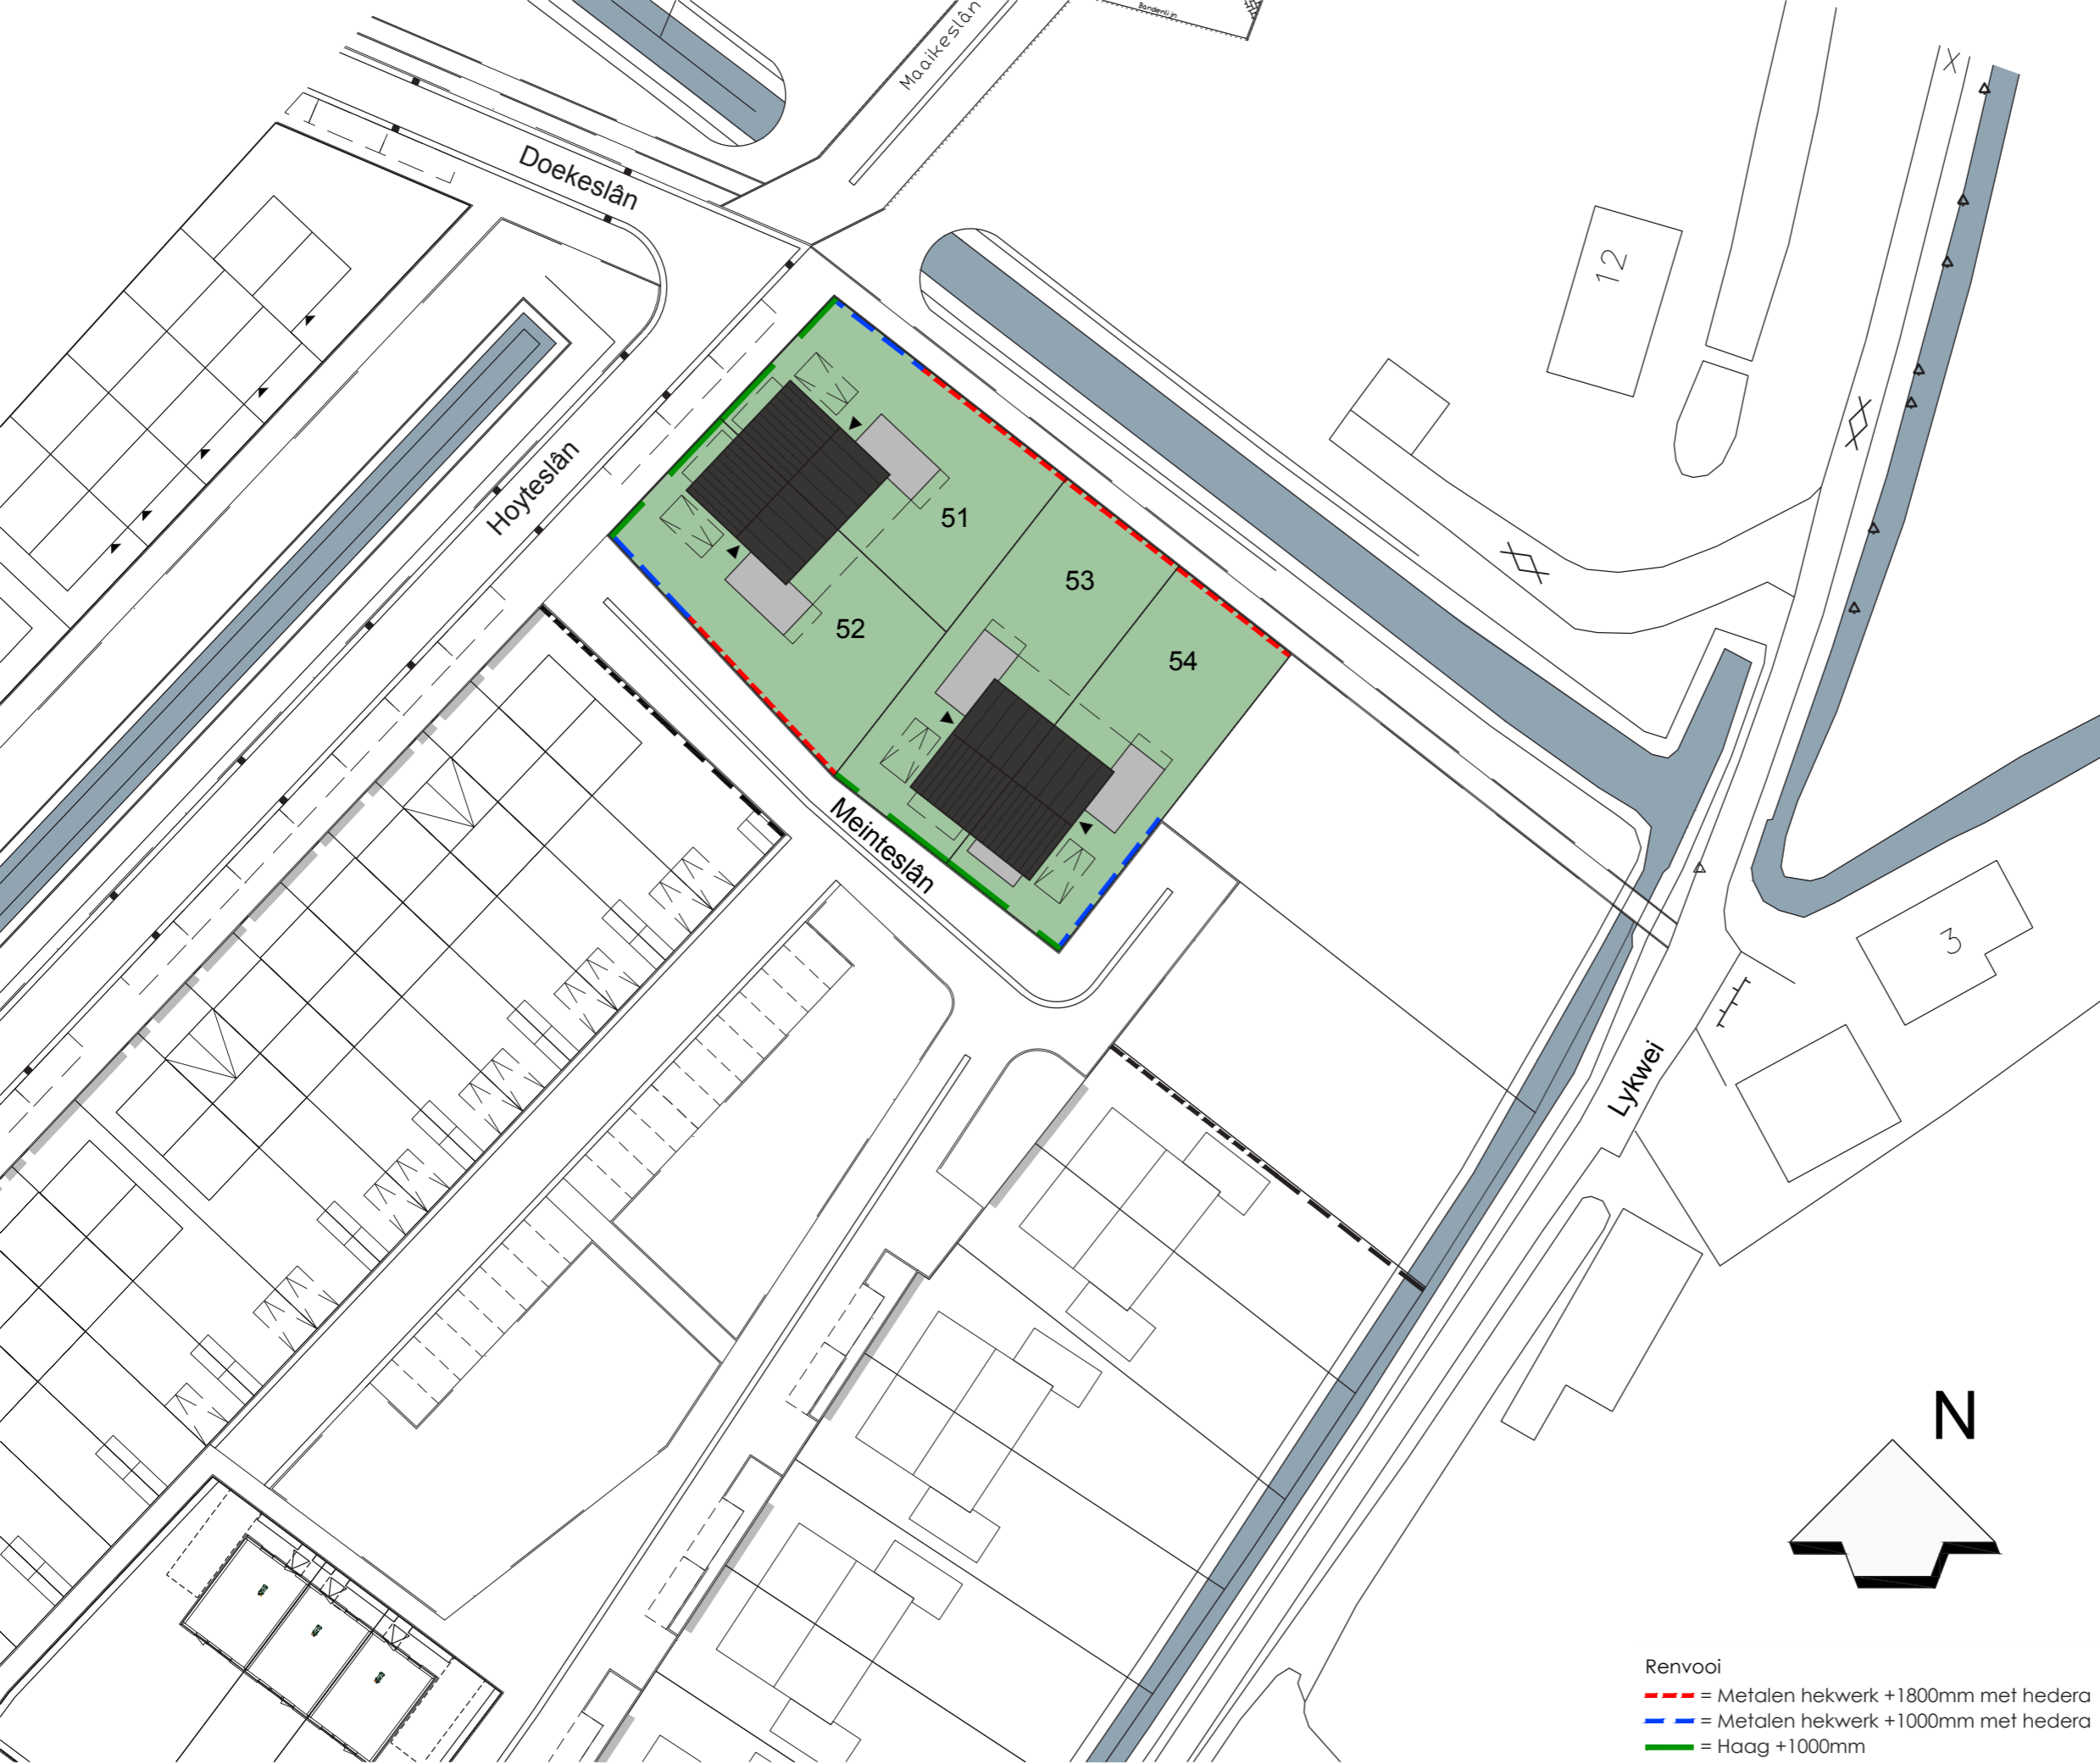 Bandenlijn
Maaikeslân
Doekeslân
12
Hoyteslân
51
53
52
54
Meinteslân
3
Lykwei
N
Renvooi
= Metalen hekwerk +1800mm met hedera
= Metalen hekwerk +1000mm met hedera
= Haag +1000mm